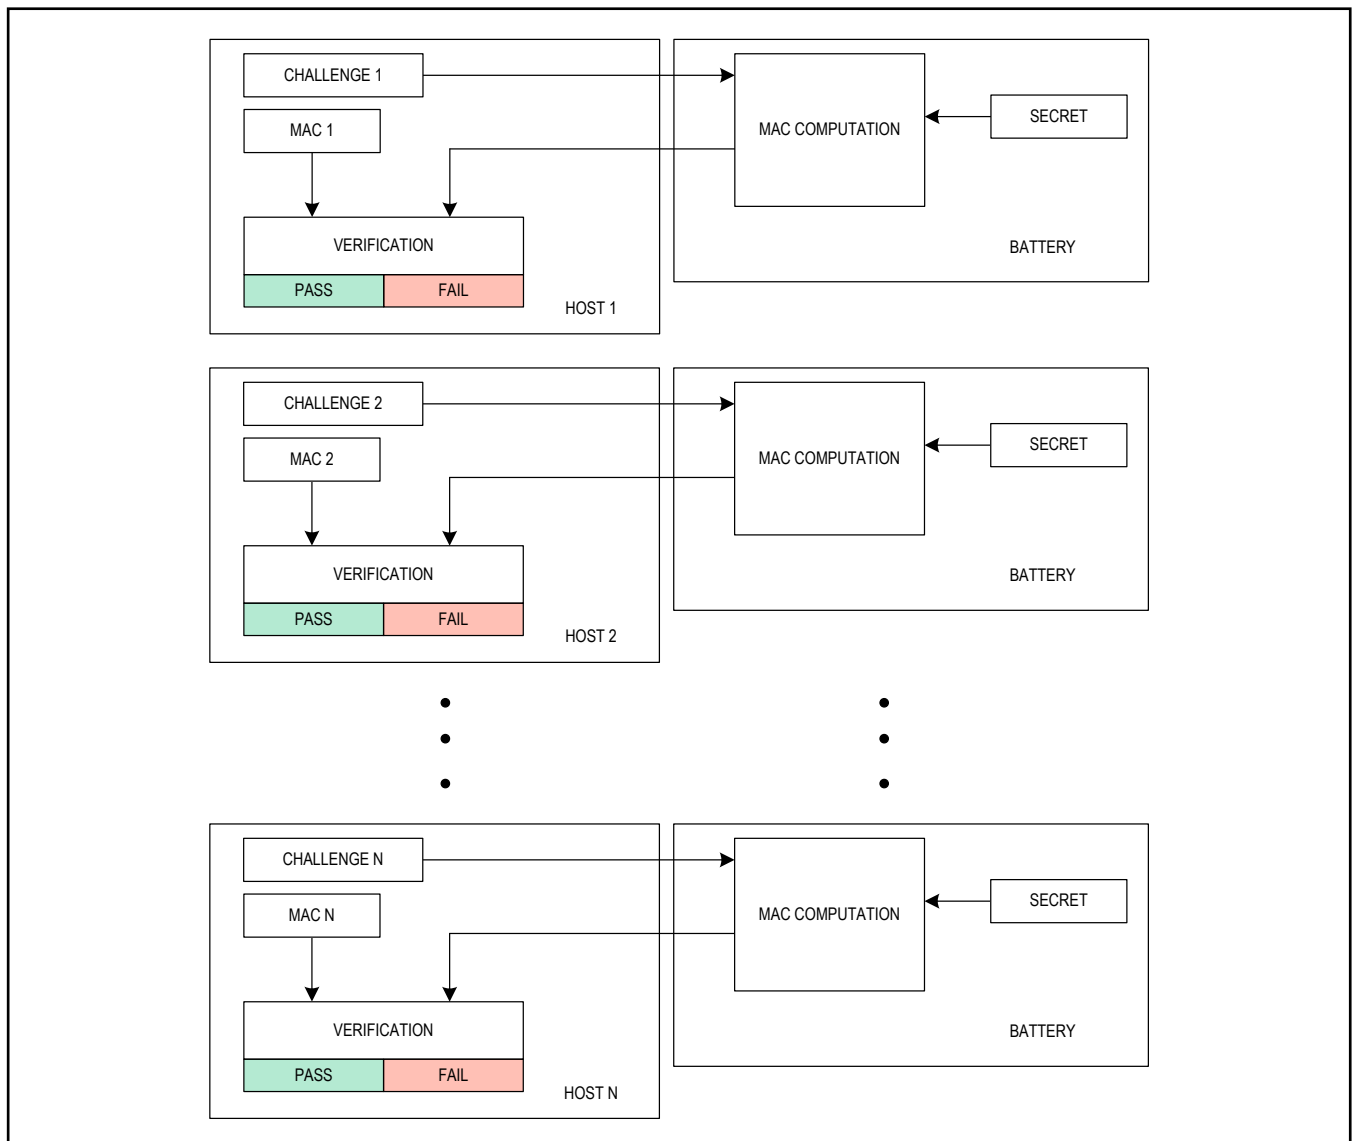 CHALLENGE 1
MAC COMPUTATION
SECRET
MAC 1
VERIFICATION
PASS
FAIL
HOST 1
BATTERY
CHALLENGE 2
MAC COMPUTATION
SECRET
MAC 2
VERIFICATION
PASS
FAIL
HOST 2
BATTERY
CHALLENGE N
MAC COMPUTATION
SECRET
MAC N
VERIFICATION
PASS
FAIL
HOST N
BATTERY